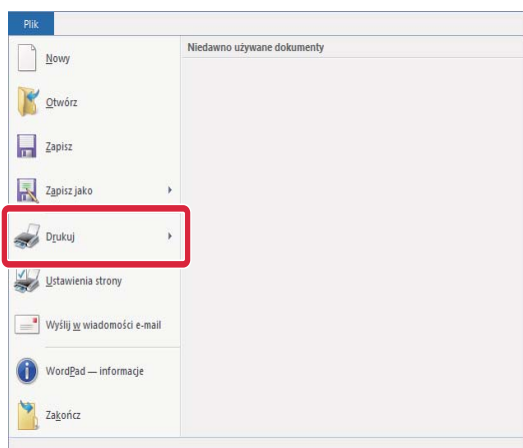 Plik
Niedawno używane dokumenty
Nowy
Otwórz
Zapisz
Zapisz jako
Drukuj
Ustawienia strony
Wyślij w wiadomości e-mail
WordPad — informacje
Zakończ